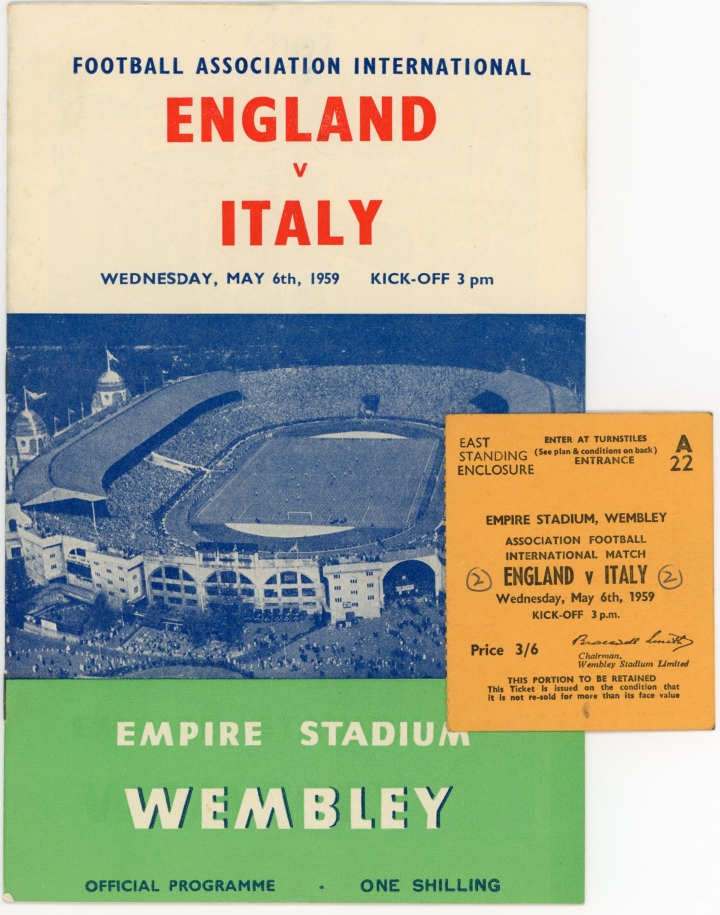 FOOTBALL ASSOCIATION INTERNATIONAL
ENGLAND
v
ITALY
WEDNESDAY, MAY 6th, 1959 KICK-OFF 3 pm
EMPIRE STADIUM
WEMBLEY
OFFICIAL PROGRAMME - ONE SHILLING
EAST
STANDING
ENCLOSURE
ENTER AT TURNSTILES
(See plan & conditions on back)
ENTRANCE
A
22
EMPIRE STADIUM, WEMBLEY
ASSOCIATION FOOTBALL
INTERNATIONAL MATCH
2 ENGLAND v ITALY 2
Wednesday, May 6th, 1959
KICK-OFF 3 p.m.
Price 3/6
Chairman,
Wembley Stadium Limited
THIS PORTION TO BE RETAINED
This Ticket is issued on the condition that
it is not re-sold for more than its face value